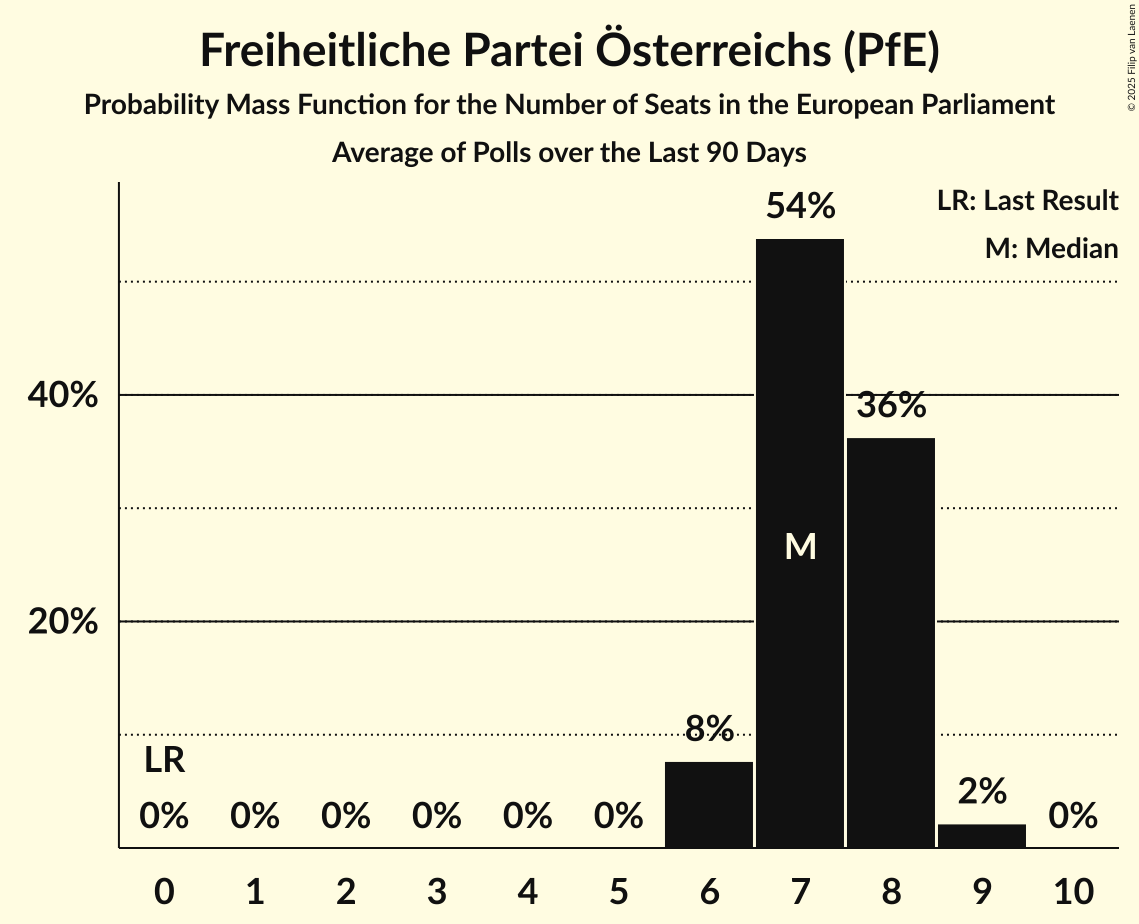 Freiheitliche Partei Österreichs (PfE)
Probability Mass Function for the Number of Seats in the European Parliament
Average of Polls over the Last 90 Days
© 2025 Filip van Laenen
LR: Last Result
M: Median
54%
40%
36%
M
20%
8%
LR
2%
0% 0% 0% 0% 0% 0% 0%
0 1 2 3 4 5 6 7 8 9 10